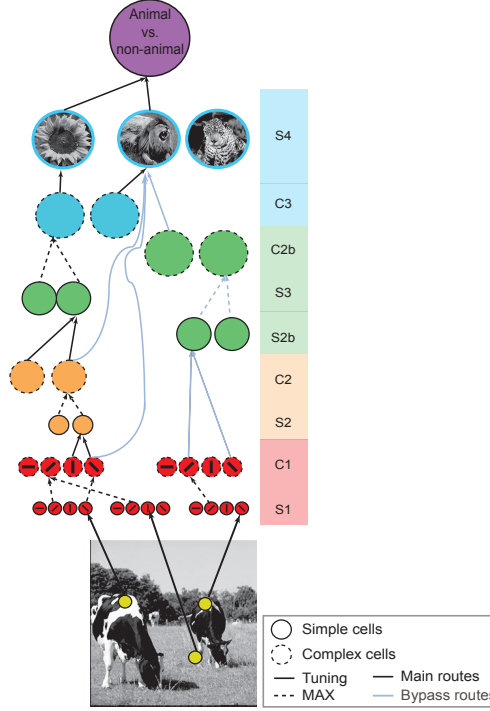 Animal
vs.
non-animal
S4
C3
C2b
S3
S2b
C2
S2
C1
S1
Simple cells
Complex cells
Tuning
Main routes
MAX
Bypass routes